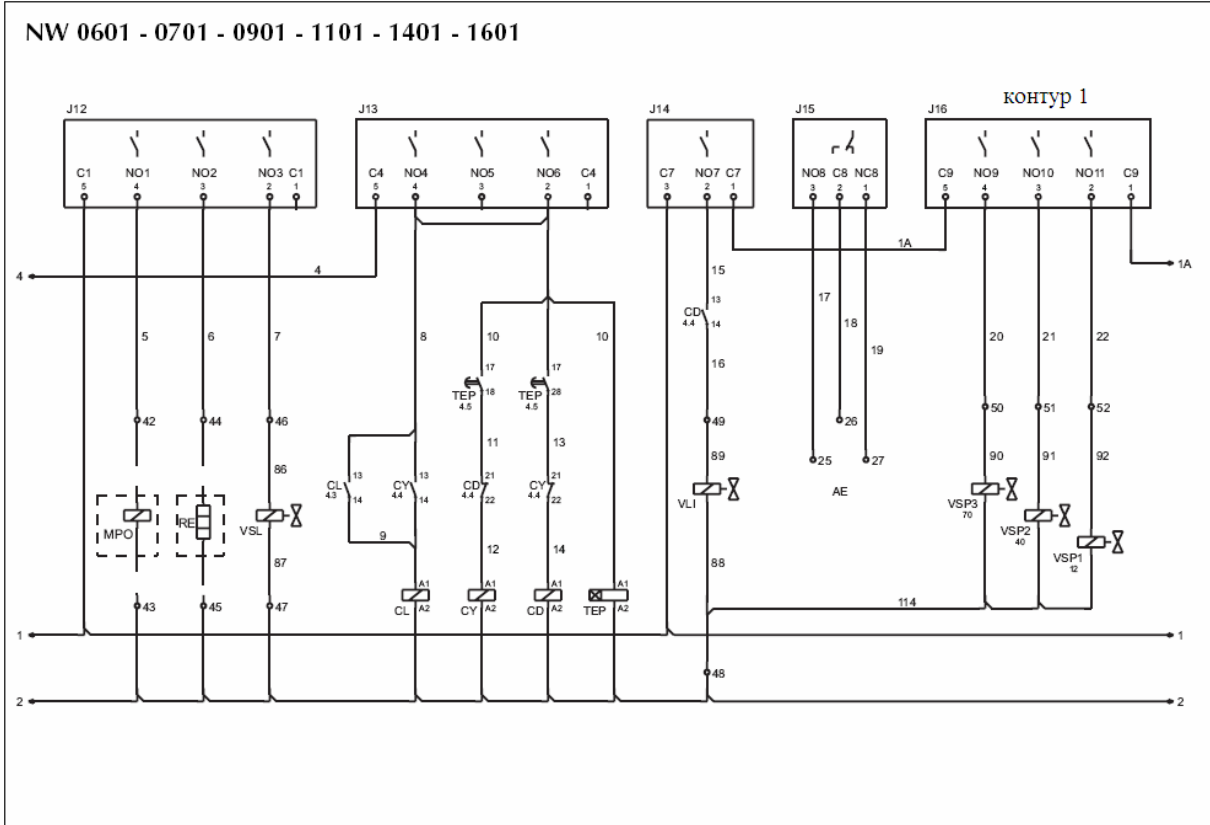 NW 0601 - 0701 - 0901 - 1101 - 1401 - 1601
контур 1
J12 J13 J14 J15 J16
C1 NO1 NO2 NO3 C1 C4 NO4 NO5 NO6 C4 C7 NO7 C7 NO8 C8 NC8 C9 NO9 NO10 NO11 C9
5 4 3 2 1 5 4 3 2 1 3 2 1 3 2 1 5 4 3 2 1
1A
4 4 1A
15
17
13
CD
4.4 14
18
5 6 7 8 10 10 20 21 22
16 19
17 17
TEP 18 TEP 28
4.5 4.5
42 44 46 49 26 50 51 52
11 13
86 89 25 27 90 91 92
CL 13 CY 13 CD 21 CY 21
4.3 14 4.4 14 4.4 22 4.4 22
AE
MPO RE VSL VLI VSP3
70
VSP2
40
9
12 14
87 88
VSP1
12
A1 A1 A1 A1
CL A2 CY A2 CD A2 TEP A2
43 45 47 114
1 1
48
2 2